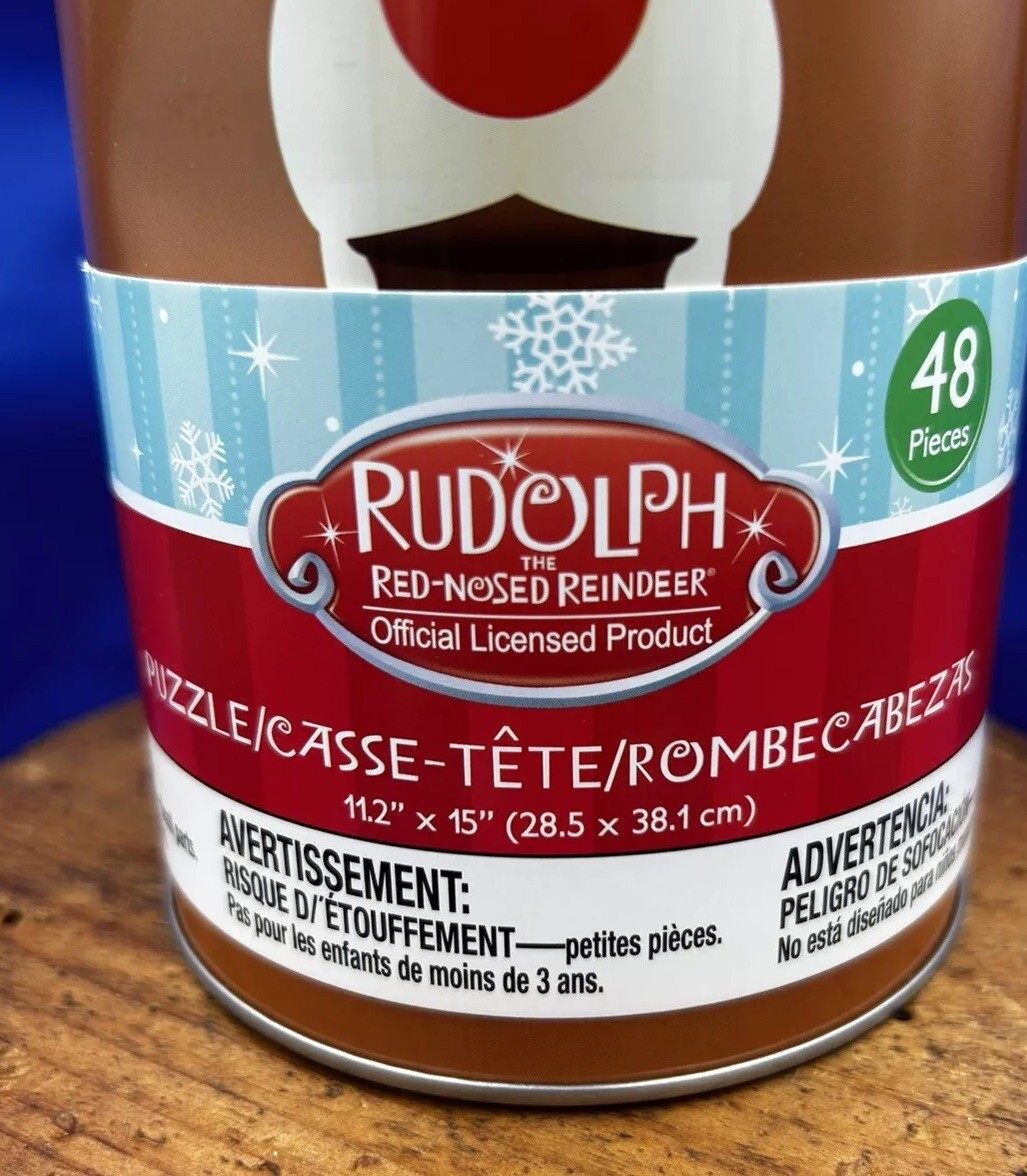 48
Pieces
RUDOLPH
THE
RED-NOSED REINDEER®
Official Licensed Product
PUZZLE/CASSE-TÊTE/ROMBECABEZAS
11.2” x 15” (28.5 x 38.1 cm)
parts.
AVERTISSEMENT:
RISQUE D/´ÉTOUFFEMENT—petites pièces.
Pas pour les enfants de moins de 3 ans.
ADVERTENCIA:
PELIGRO DE
No está diseñado para